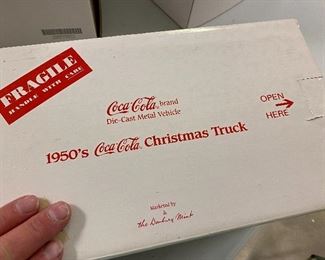 FRAGILE
HANDLE WITH CARE
Coca-Cola brand
Die-Cast Metal Vehicle
OPEN
HERE
1950's Coca-Cola Christmas Truck
Marketed by
&
the Danbury Mint